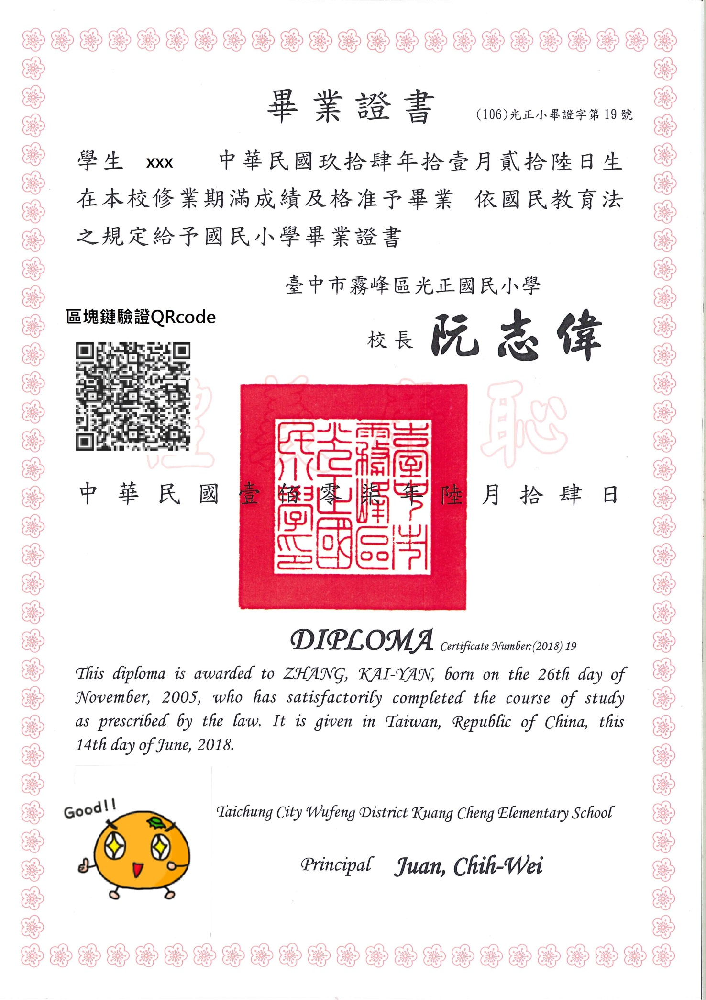 畢業證書
(106)光正小畢證字第 19 號
學生 xxx 中華民國玖拾肆年拾壹月貳拾陸日生
在本校修業期滿成績及格准予畢業 依國民教育法
之規定給予國民小學畢業證書
臺中市霧峰區光正國民小學
區塊鏈驗證QRcode
校長 阮志偉
禮義廉恥
臺中市
霧峰區
光正國
民小學印
中華民國壹佰零柒年陸月拾肆日
DIPLOMA Certificate Number:(2018) 19
This diploma is awarded to ZHANG, KAI-YAN, born on the 26th day of
November, 2005, who has satisfactorily completed the course of study
as prescribed by the law. It is given in Taiwan, Republic of China, this
14th day of June, 2018.
Good!!
Taichung City Wufeng District Kuang Cheng Elementary School
Principal Juan, Chih-Wei